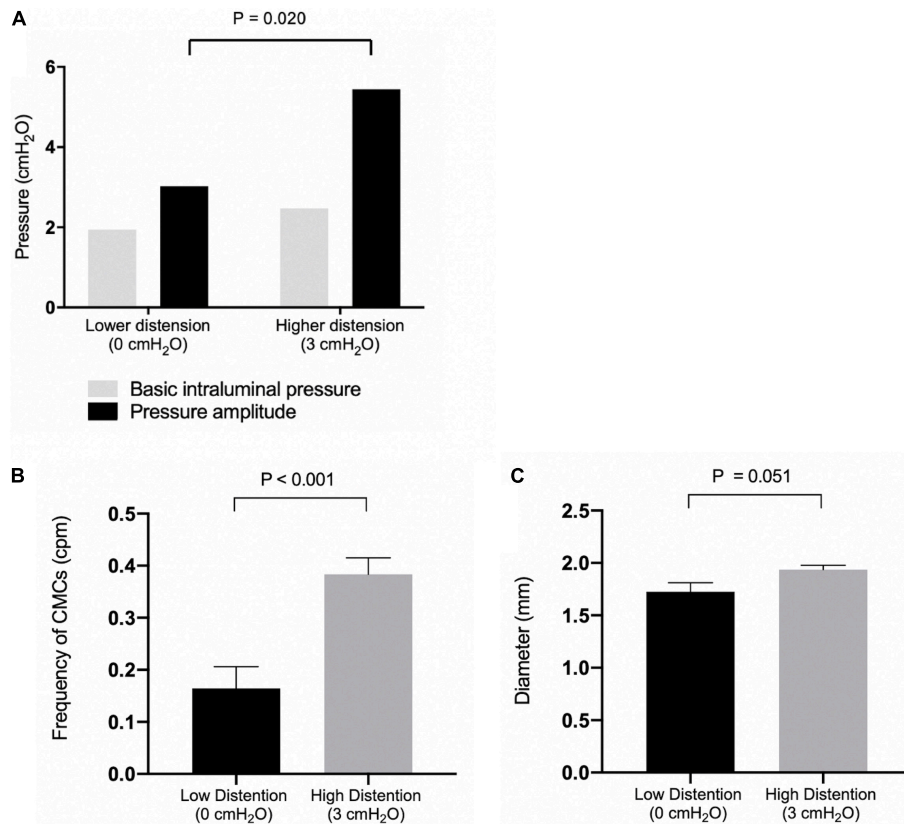 A
P = 0.020
Pressure (cmH₂O)
6
4
2
0
Lower distension
(0 cmH₂O)
Higher distension
(3 cmH₂O)
Basic intraluminal pressure
Pressure amplitude
B
P < 0.001
Frequency of CMCs (cpm)
0.5
0.4
0.3
0.2
0.1
0.0
Low Distention
(0 cmH₂O)
High Distention
(3 cmH₂O)
C
P = 0.051
Diameter (mm)
2.5
2.0
1.5
1.0
0.5
0.0
Low Distention
(0 cmH₂O)
High Distention
(3 cmH₂O)